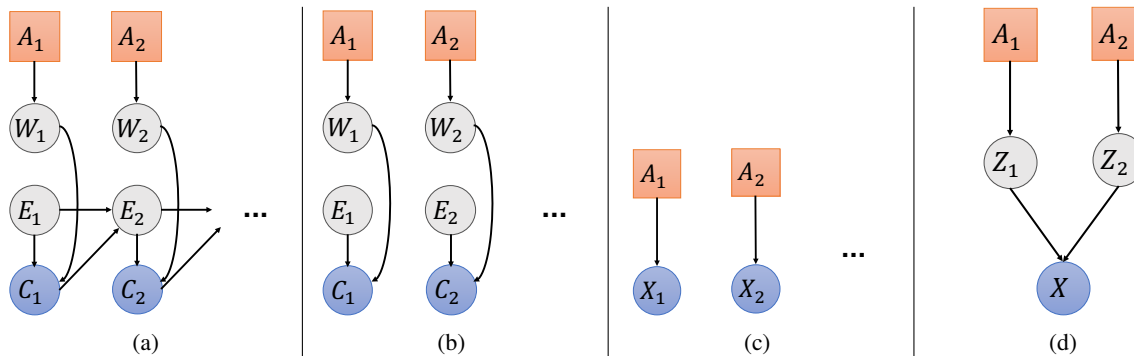 A₁ A₂
W₁ W₂
E₁ E₂ ...
C₁ C₂
(a)
A₁ A₂
W₁ W₂
E₁ E₂ ...
C₁ C₂
(b)
A₁ A₂
X₁ X₂ ...
(c)
A₁ A₂
Z₁ Z₂
X
(d)